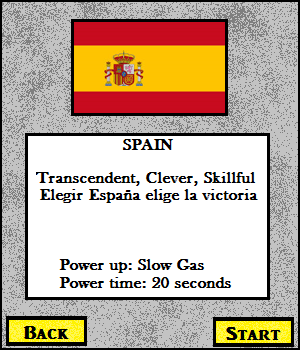 SPAIN
Transcendent, Clever, Skillful
Elegir España elige la victoria
Power up: Slow Gas
Power time: 20 seconds
Back
Start